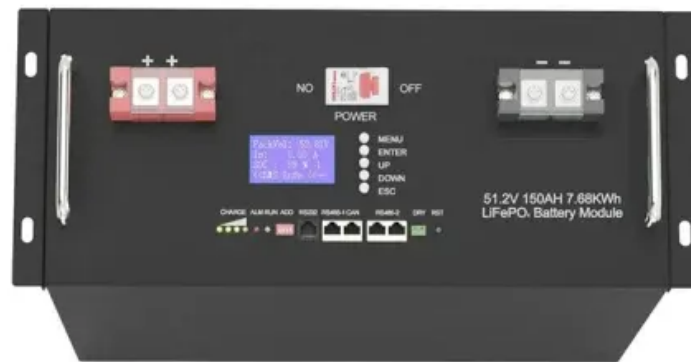 + +
- -
NO
OFF
POWER
MENU
ENTER
UP
DOWN
ESC
51.2V 150AH 7.68KWh
LiFePO₄ Battery Module
CHARGE ALM RUN ADD RS232 RS485-1 CAN RS485-2 DRY RST